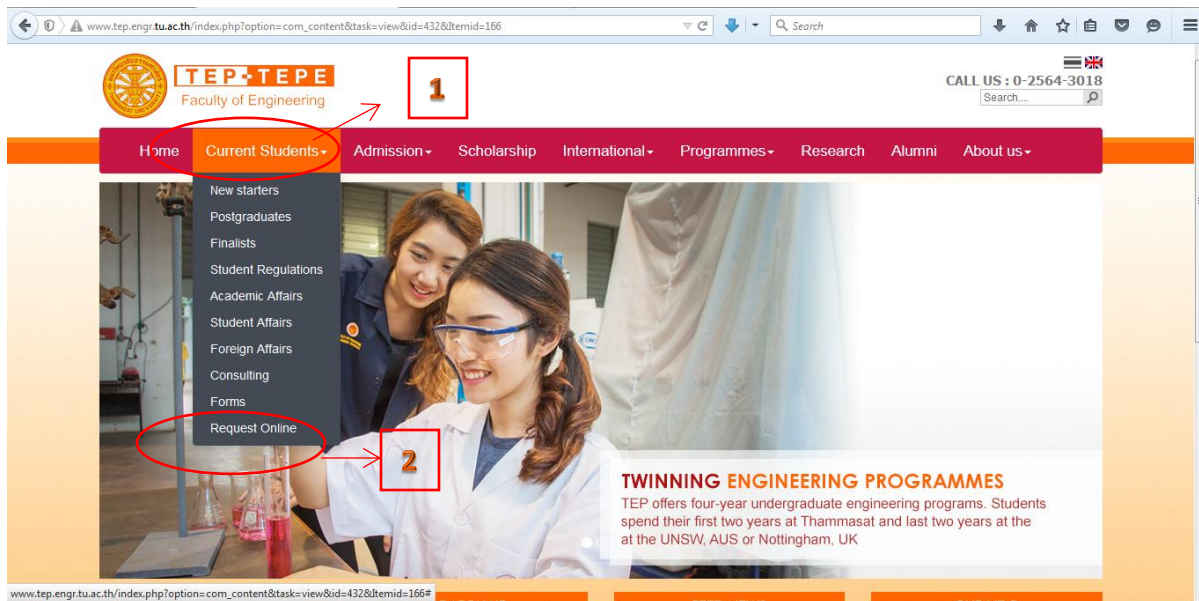 www.tep.engr.tu.ac.th/index.php?option=com_content&task=view&id=432&Itemid=166
Search
TEP-TEPE
Faculty of Engineering
1
CALL US : 0-2564-3018
Search....
Home Current Students Admission Scholarship International Programmes Research Alumni About us
New starters
Postgraduates
Finalists
Student Regulations
Academic Affairs
Student Affairs
Foreign Affairs
Consulting
Forms
Request Online
2
TWINNING ENGINEERING PROGRAMMES
TEP offers four-year undergraduate engineering programs. Students
spend their first two years at Thammasat and last two years at the
at the UNSW, AUS or Nottingham, UK
www.tep.engr.tu.ac.th/index.php?option=com_content&task=view&id=432&Itemid=166#